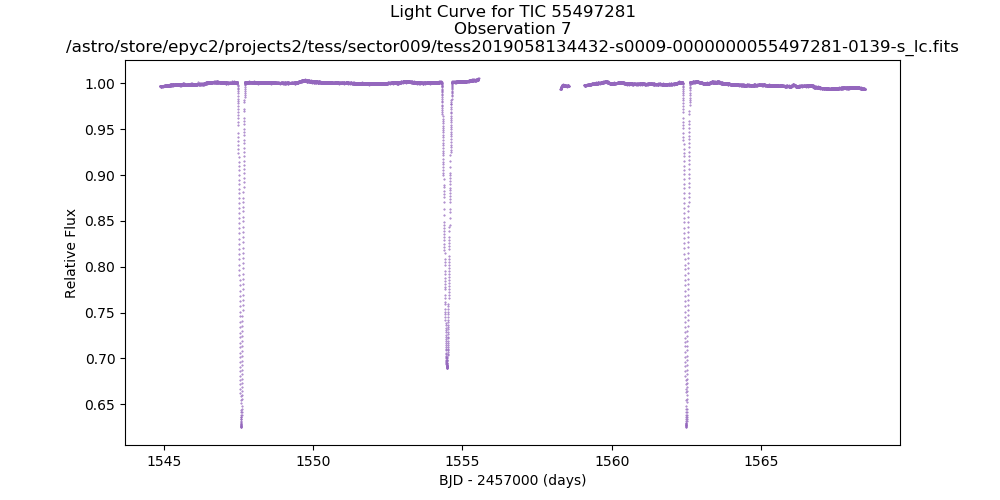 Light Curve for TIC 55497281
Observation 7
/astro/store/epyc2/projects2/tess/sector009/tess2019058134432-s0009-0000000055497281-0139-s_lc.fits
1.00
0.95
0.90
0.85
0.80
0.75
0.70
0.65
Relative Flux
1545
1550
1555
1560
1565
BJD - 2457000 (days)